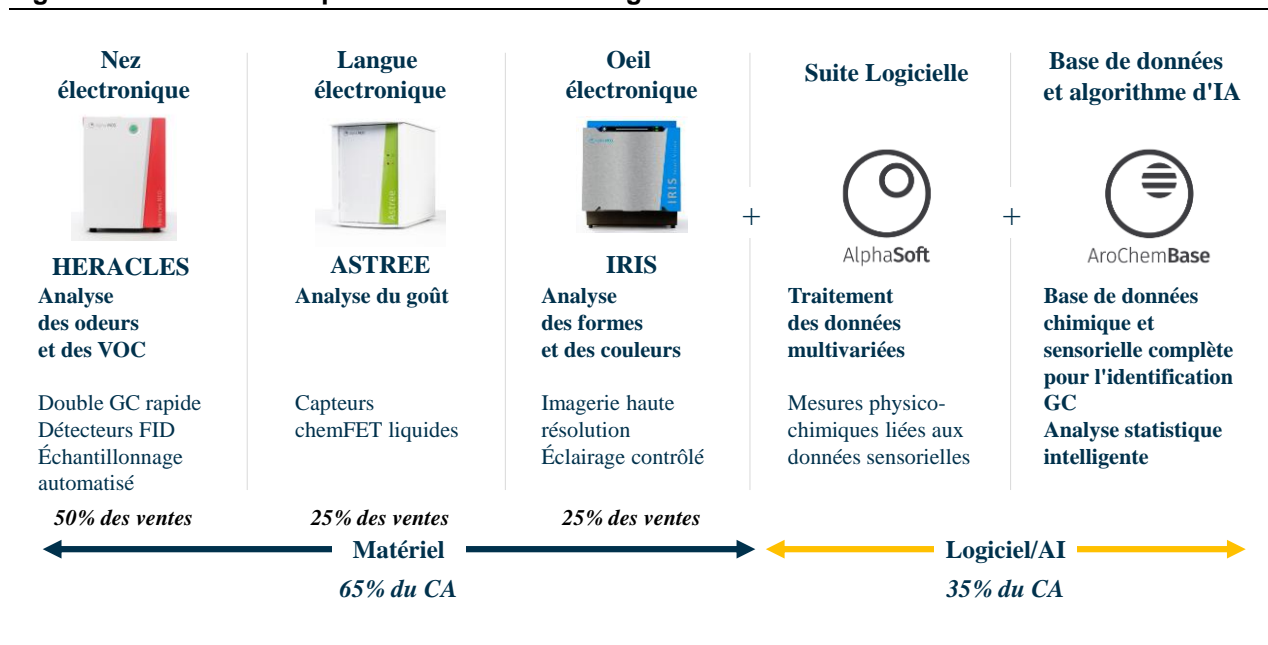 Nez
électronique
HERACLES
Analyse
des odeurs
et des VOC
Double GC rapide
Détecteurs FID
Échantillonnage
automatisé
50% des ventes
Langue
électronique
Astree
ASTREE
Analyse du goût
Capteurs
chemFET liquides
25% des ventes
Oeil
électronique
IRIS
IRIS
Analyse
des formes
et des couleurs
Imagerie haute
résolution
Éclairage contrôlé
25% des ventes
Matériel
65% du CA
+
Suite Logicielle
AlphaSoft
Traitement
des données
multivariées
Mesures physico-
chimiques liées aux
données sensorielles
+
Base de données
et algorithme d'IA
AroChemBase
Base de données
chimique et
sensorielle complète
pour l'identification
GC
Analyse statistique
intelligente
Logiciel/AI
35% du CA